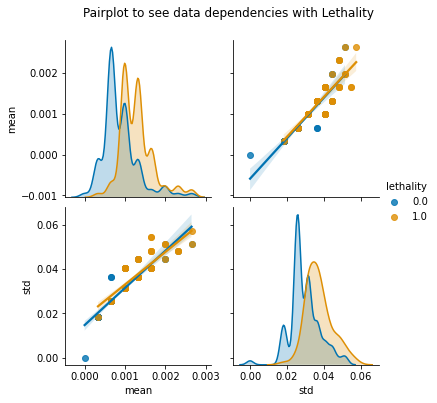 Pairplot to see data dependencies with Lethality
mean
0.002
0.001
0.000
−0.001
lethality
0.0
1.0
std
0.06
0.04
0.02
0.00
0.000 0.001 0.002 0.003
0.00 0.02 0.04 0.06
mean
std